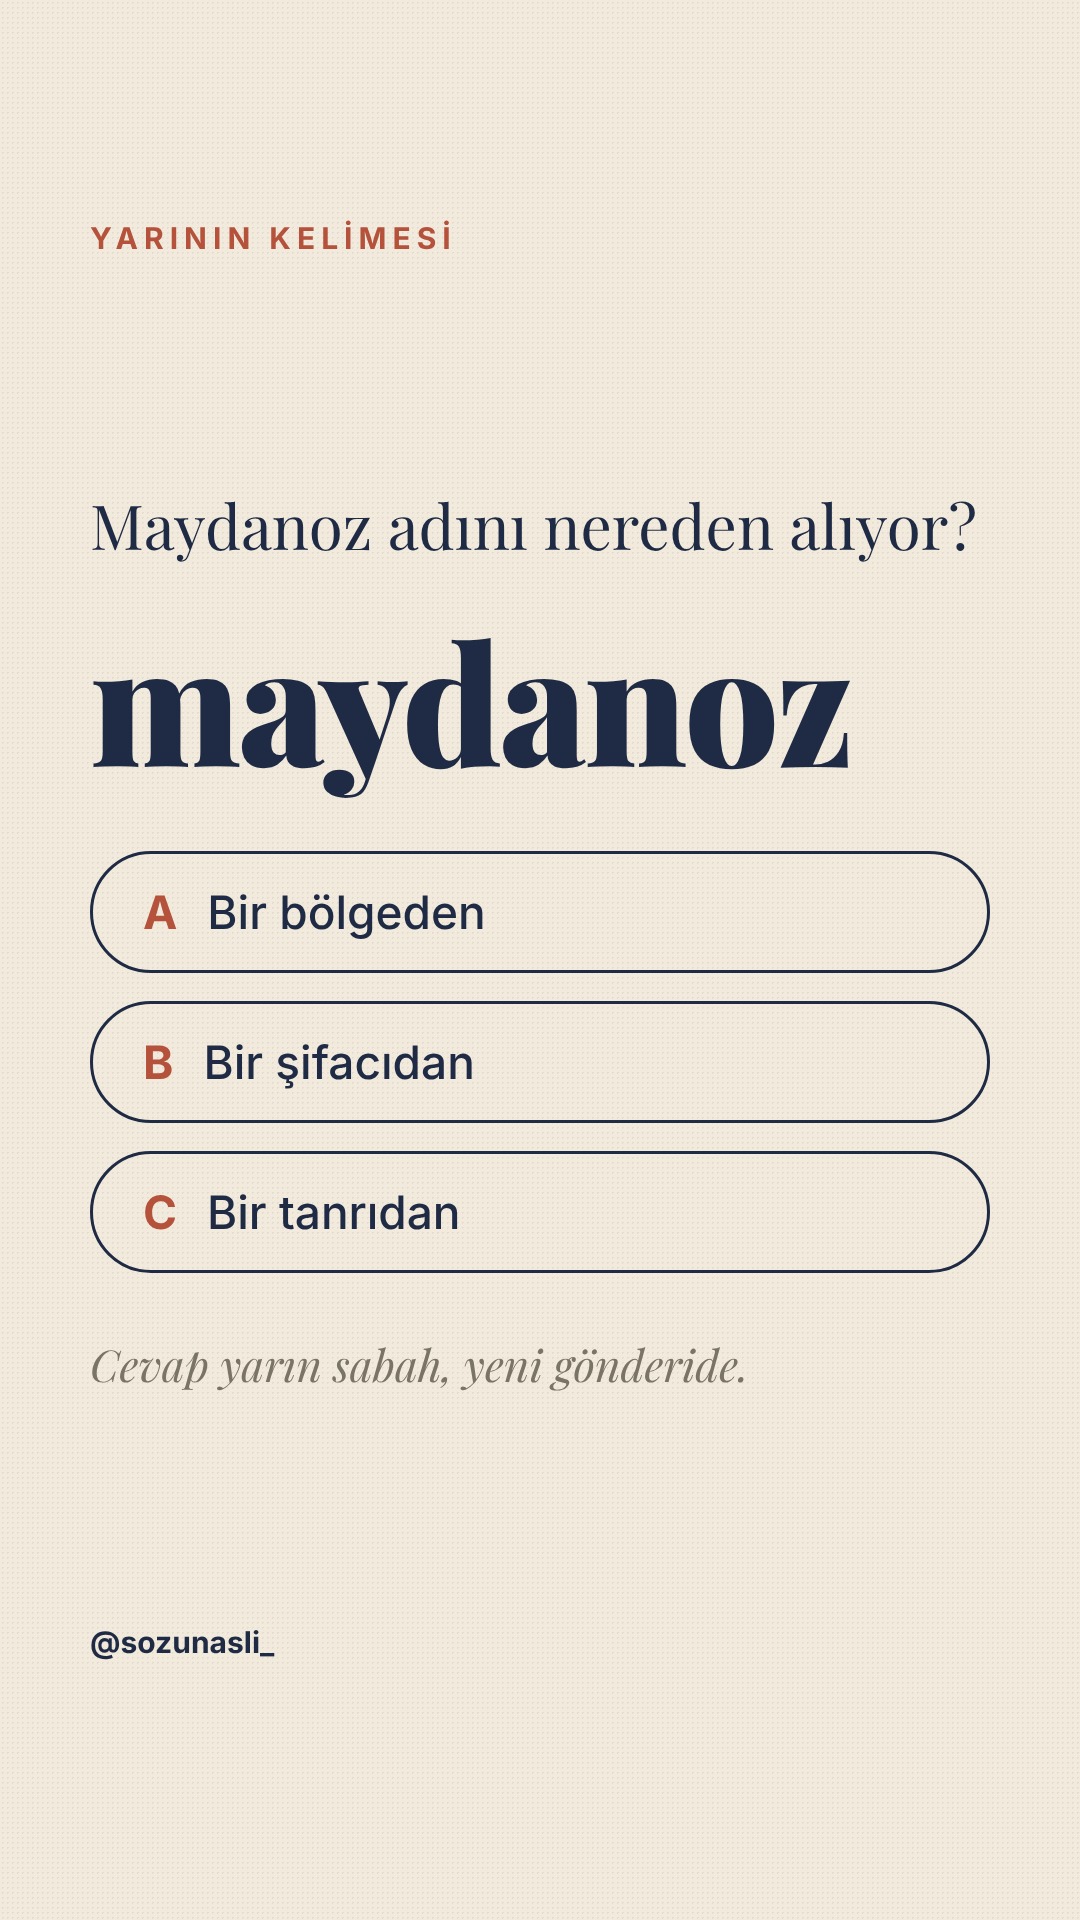 YARININ KELİMESİ
Maydanoz adını nereden alıyor?
maydanoz
A Bir bölgeden
B Bir şifacıdan
C Bir tanrıdan
Cevap yarın sabah, yeni gönderide.
@sozunasli_